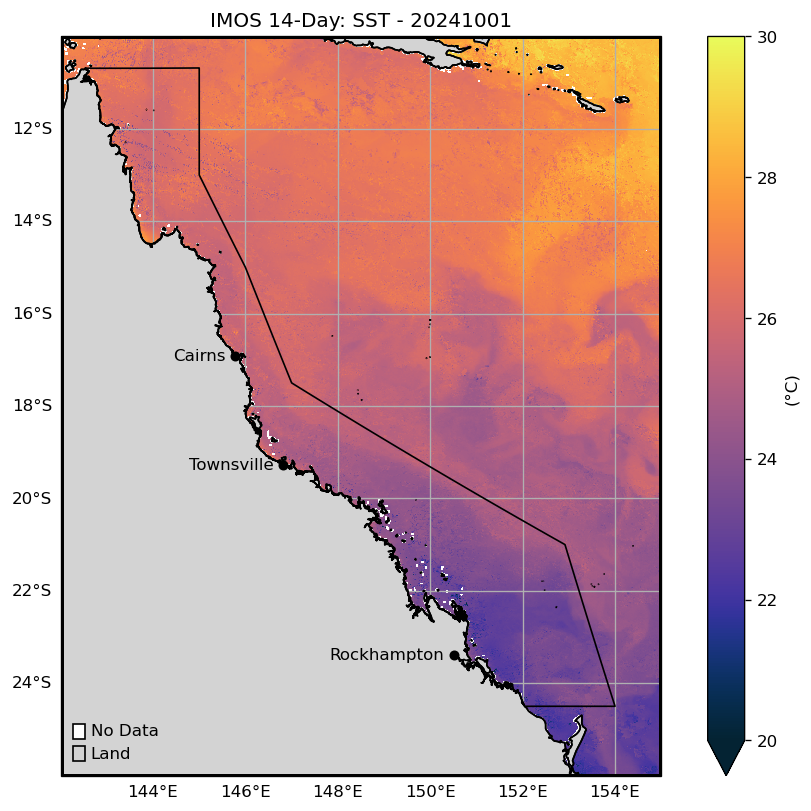 IMOS 14-Day: SST - 20241001
30
12°S
28
14°S
16°S
26
Cairns
(°C)
18°S
24
Townsville
20°S
22°S
22
Rockhampton
24°S
No Data
20
Land
144°E 146°E 148°E 150°E 152°E 154°E